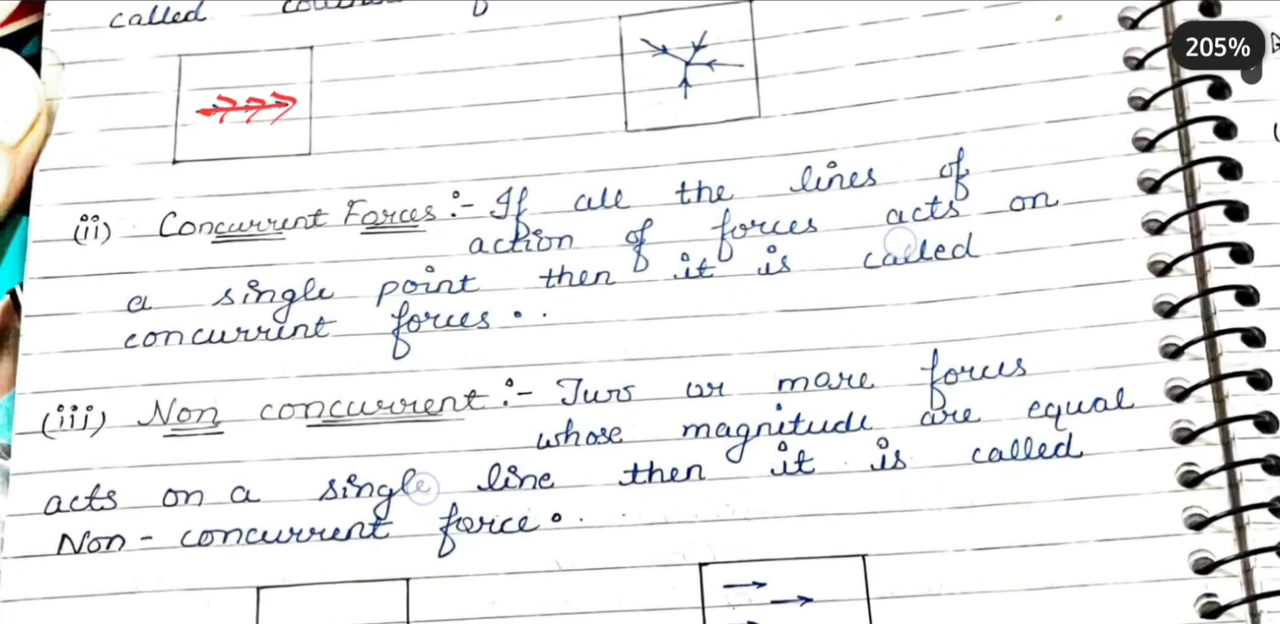 called
205%
(ii) Concurrent Forces :- If all the lines of
action of forces acts on
a single point then it is called
concurrent forces..
(iii) Non concurrent :- Two or more forces
whose magnitude are equal
acts on a single line then it is called
Non-concurrent force.